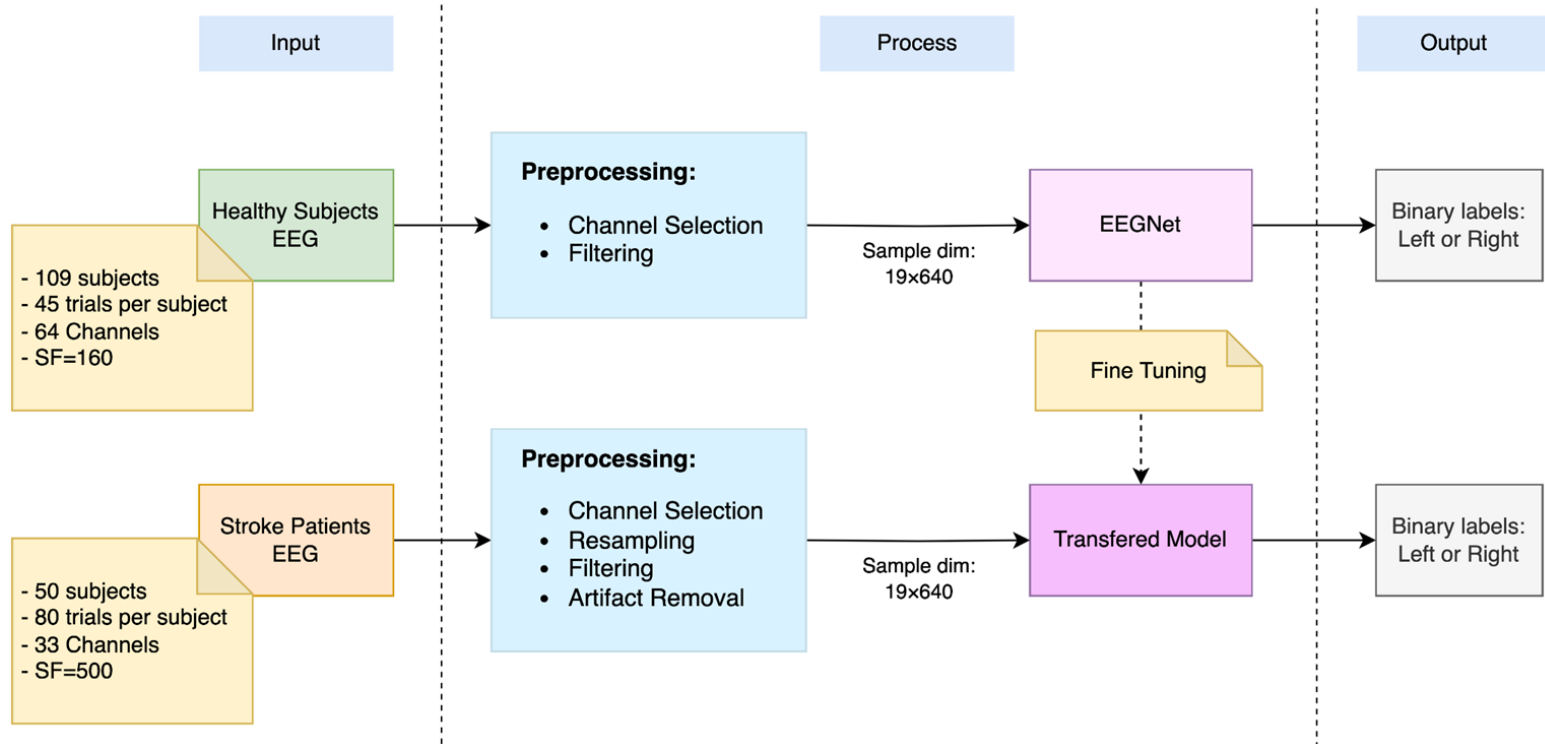 Input
Process
Output
Healthy Subjects
EEG
- 109 subjects
- 45 trials per subject
- 64 Channels
- SF=160
Preprocessing:
• Channel Selection
• Filtering
Sample dim:
19×640
EEGNet
Binary labels:
Left or Right
Fine Tuning
Stroke Patients
EEG
- 50 subjects
- 80 trials per subject
- 33 Channels
- SF=500
Preprocessing:
• Channel Selection
• Resampling
• Filtering
• Artifact Removal
Sample dim:
19×640
Transfered Model
Binary labels:
Left or Right